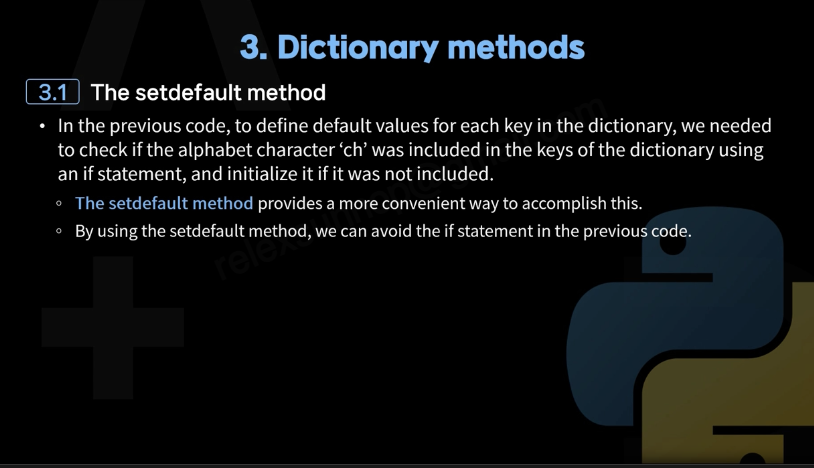 3. Dictionary methods
3.1 The setdefault method
• In the previous code, to define default values for each key in the dictionary, we needed
to check if the alphabet character ‘ch’ was included in the keys of the dictionary using
an if statement, and initialize it if it was not included.
◦ The setdefault method provides a more convenient way to accomplish this.
◦ By using the setdefault method, we can avoid the if statement in the previous code.